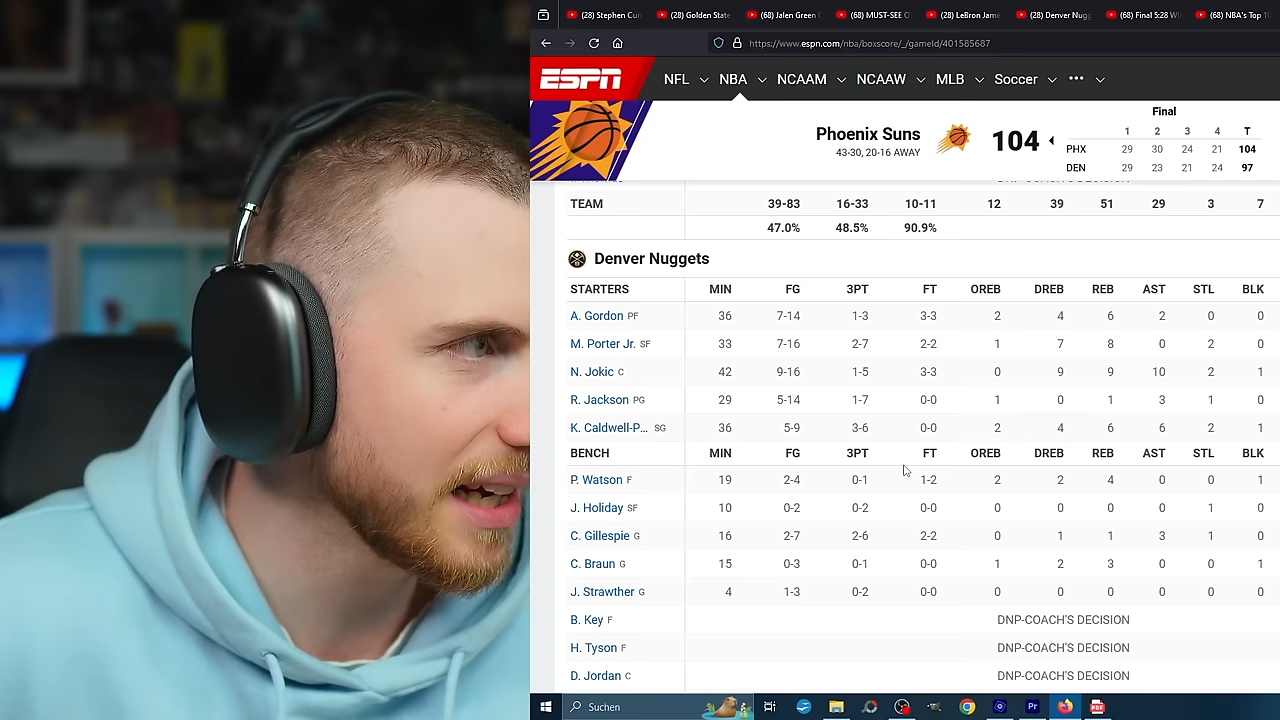 (28) Stephen Cur
(28) Golden State
(68) Jalen Green
(68) MUST-SEE O
(28) LeBron Jame
(28) Denver Nugg
(68) Final 5:28 WI
(68) NBA's Top 10
https://www.espn.com/nba/boxscore/_/gameId/401585687
ESPN NFL NBA NCAAM NCAAW MLB Soccer
Phoenix Suns 104
43-30, 20-16 AWAY
Final
1 2 3 4 T
PHX 29 30 24 21 104
DEN 29 23 21 24 97
TEAM 39-83 16-33 10-11 12 39 51 29 3 7
47.0% 48.5% 90.9%
Denver Nuggets
STARTERS MIN FG 3PT FT OREB DREB REB AST STL BLK
A. Gordon PF 36 7-14 1-3 3-3 2 4 6 2 0 0
M. Porter Jr. SF 33 7-16 2-7 2-2 1 7 8 0 2 0
N. Jokic C 42 9-16 1-5 3-3 0 9 9 10 2 1
R. Jackson PG 29 5-14 1-7 0-0 1 0 1 3 1 0
K. Caldwell-P... SG 36 5-9 3-6 0-0 2 4 6 6 2 1
BENCH MIN FG 3PT FT OREB DREB REB AST STL BLK
P. Watson F 19 2-4 0-1 1-2 2 2 4 0 0 1
J. Holiday SF 10 0-2 0-2 0-0 0 0 0 0 1 0
C. Gillespie G 16 2-7 2-6 2-2 0 1 1 3 1 0
C. Braun G 15 0-3 0-1 0-0 1 2 3 0 0 1
J. Strawther G 4 1-3 0-2 0-0 0 0 0 0 0 0
B. Key F DNP-COACH'S DECISION
H. Tyson F DNP-COACH'S DECISION
D. Jordan C DNP-COACH'S DECISION
Suchen
Pr